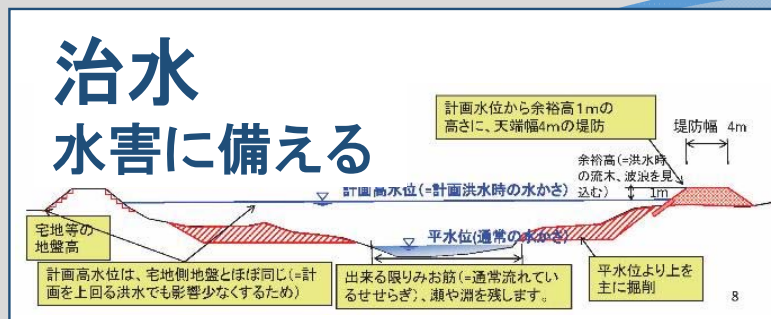 治水
水害に備える
計画水位から余裕高1mの
高さに、天端幅4mの堤防
堤防幅 4m
余裕高(=洪水時
の流木、波浪を見
込む)
1m
計画高水位(=計画洪水時の水かさ)
宅地等の
地盤高
平水位(通常の水かさ)
計画高水位は、宅地側地盤とほぼ同じ(=計
画を上回る洪水でも影響少なくするため)
出来る限りみお筋(=通常流れてい
るせせらぎ)、瀬や淵を残します。
平水位より上を
主に掘削
8